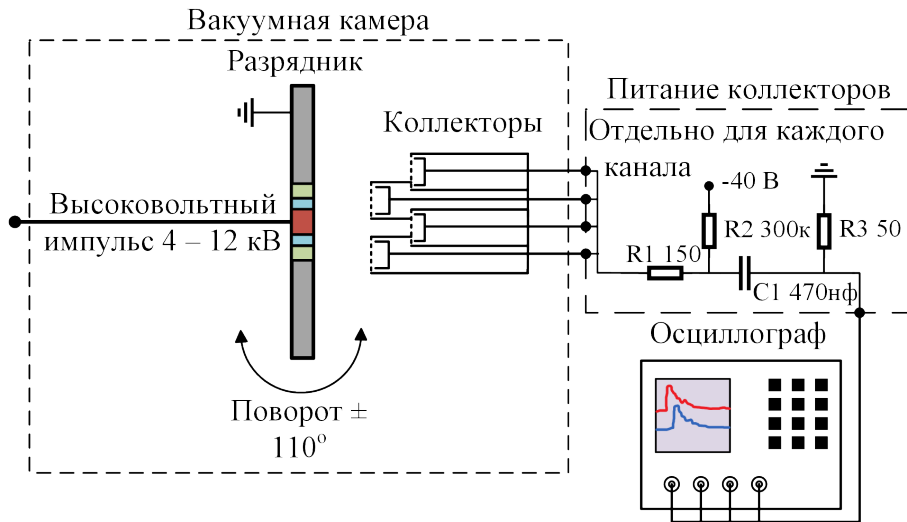 Вакуумная камера
Разрядник
Коллекторы
Высоковольтный
импульс 4 – 12 кВ
Поворот ±
110°
Питание коллекторов
Отдельно для каждого
канала
-40 В
R2 300к
R3 50
R1 150
C1 470нф
Осциллограф